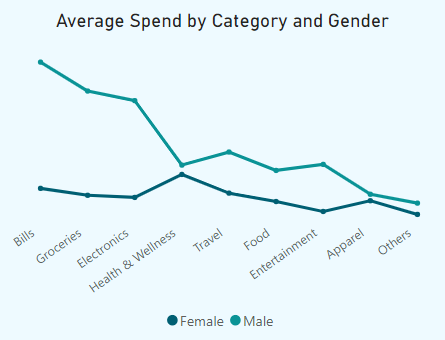 Average Spend by Category and Gender
Bills
Groceries
Electronics
Health & Wellness
Travel
Food
Entertainment
Apparel
Others
Female Male